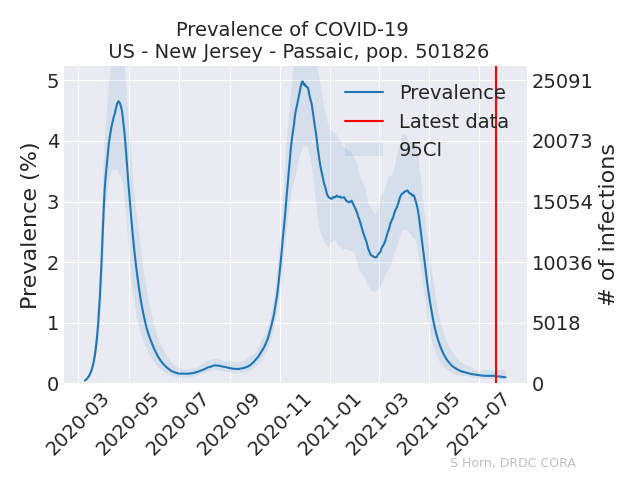 Prevalence of COVID-19
US - New Jersey - Passaic, pop. 501826
Prevalence (%)
5
4
3
2
1
0
25091
20073
15054
10036
5018
0
# of infections
Prevalence
Latest data
95CI
2020-03
2020-05
2020-07
2020-09
2020-11
2021-01
2021-03
2021-05
2021-07
S Horn, DRDC CORA